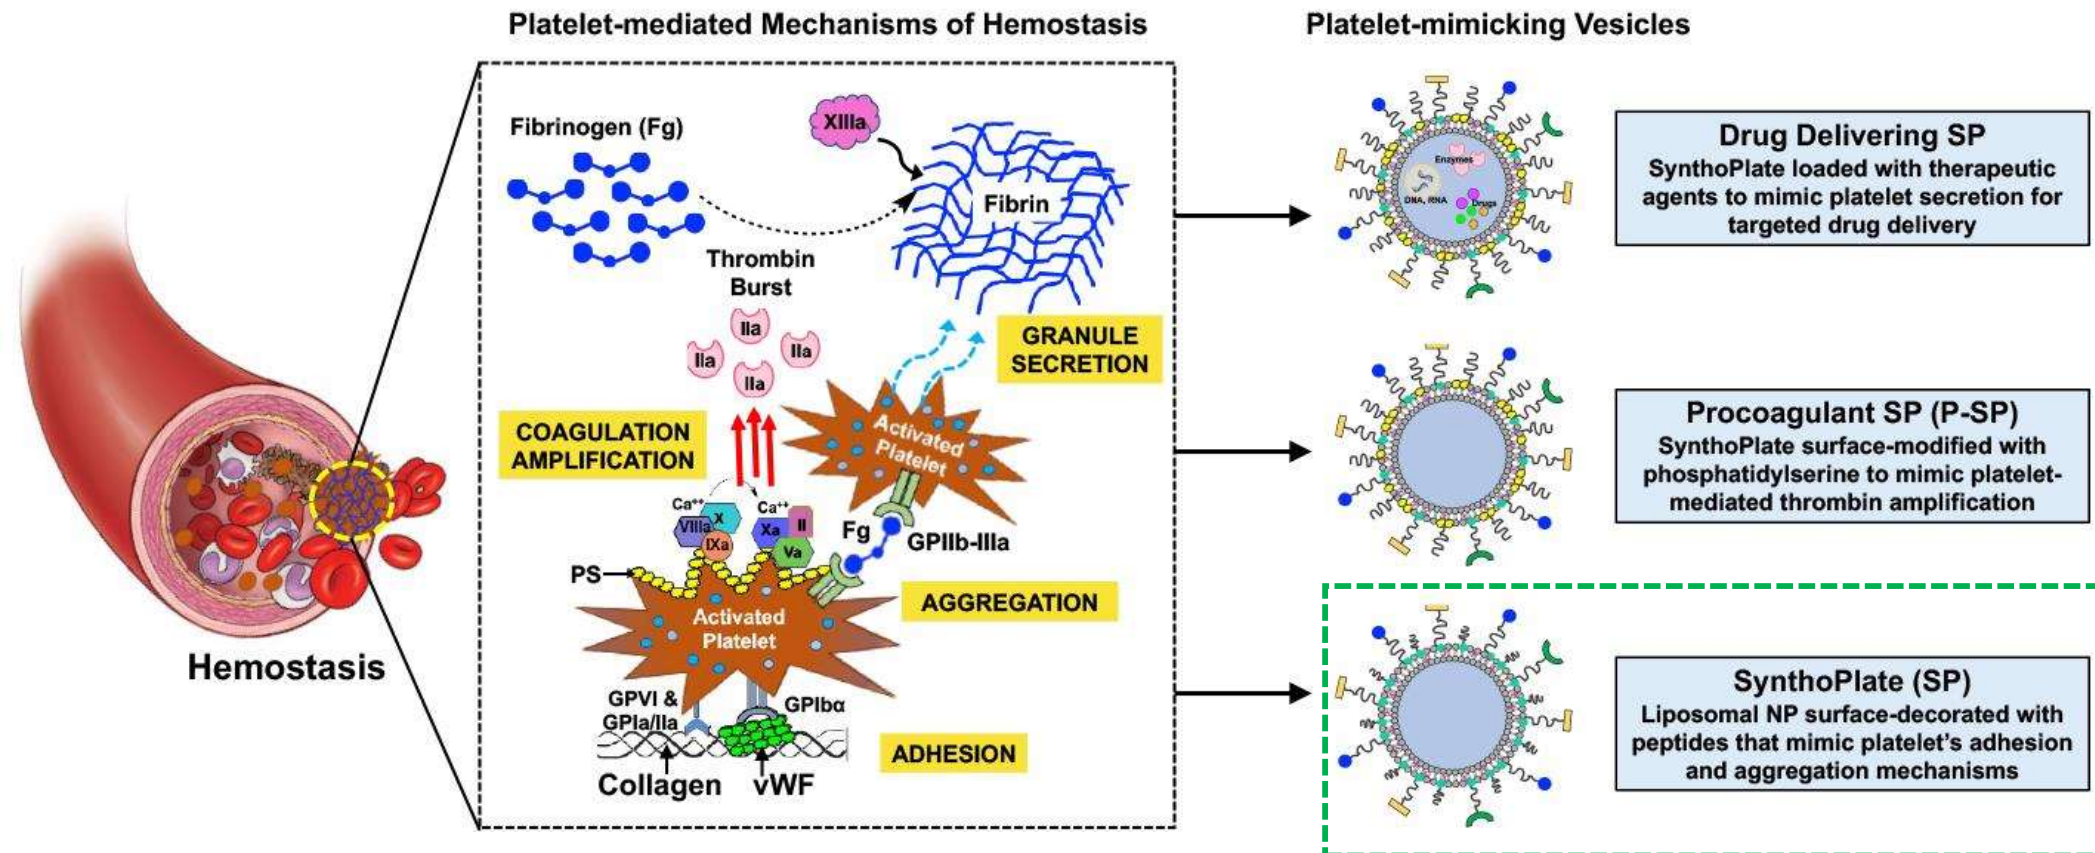 Platelet-mediated Mechanisms of Hemostasis
Platelet-mimicking Vesicles
Fibrinogen (Fg)
XIIIa
Fibrin
Thrombin
Burst
IIa
IIa
IIa
IIa
GRANULE
SECRETION
COAGULATION
AMPLIFICATION
Activated
Platelet
Ca++
X
VIIIa
IXa
Ca++
Xa
II
Va
Fg
GPIIb-IIIa
PS
AGGREGATION
Activated
Platelet
GPVI &
GPIa/IIa
GPIbα
ADHESION
Collagen
vWF
Hemostasis
Enzymes
DNA, RNA
Drugs
Drug Delivering SP
SynthoPlate loaded with therapeutic
agents to mimic platelet secretion for
targeted drug delivery
Procoagulant SP (P-SP)
SynthoPlate surface-modified with
phosphatidylserine to mimic platelet-
mediated thrombin amplification
SynthoPlate (SP)
Liposomal NP surface-decorated with
peptides that mimic platelet's adhesion
and aggregation mechanisms